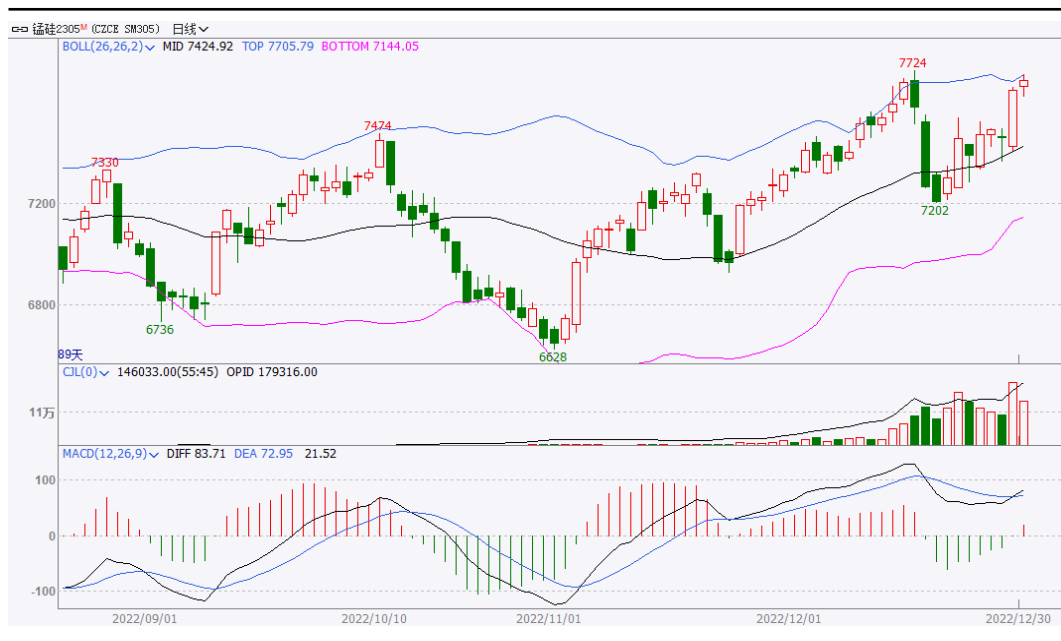 锰硅2305M (CZCE SM305) 日线
BOLL(26,26,2) MID 7424.92 TOP 7705.79 BOTTOM 7144.05
7724
7474
7330
7200
7202
6800
6736
6628
89天
CJL(0) 146033.00(55:45) OPID 179316.00
11万
MACD(12,26,9) DIFF 83.71 DEA 72.95 21.52
100
0
-100
2022/09/01 2022/10/10 2022/11/01 2022/12/01 2022/12/30